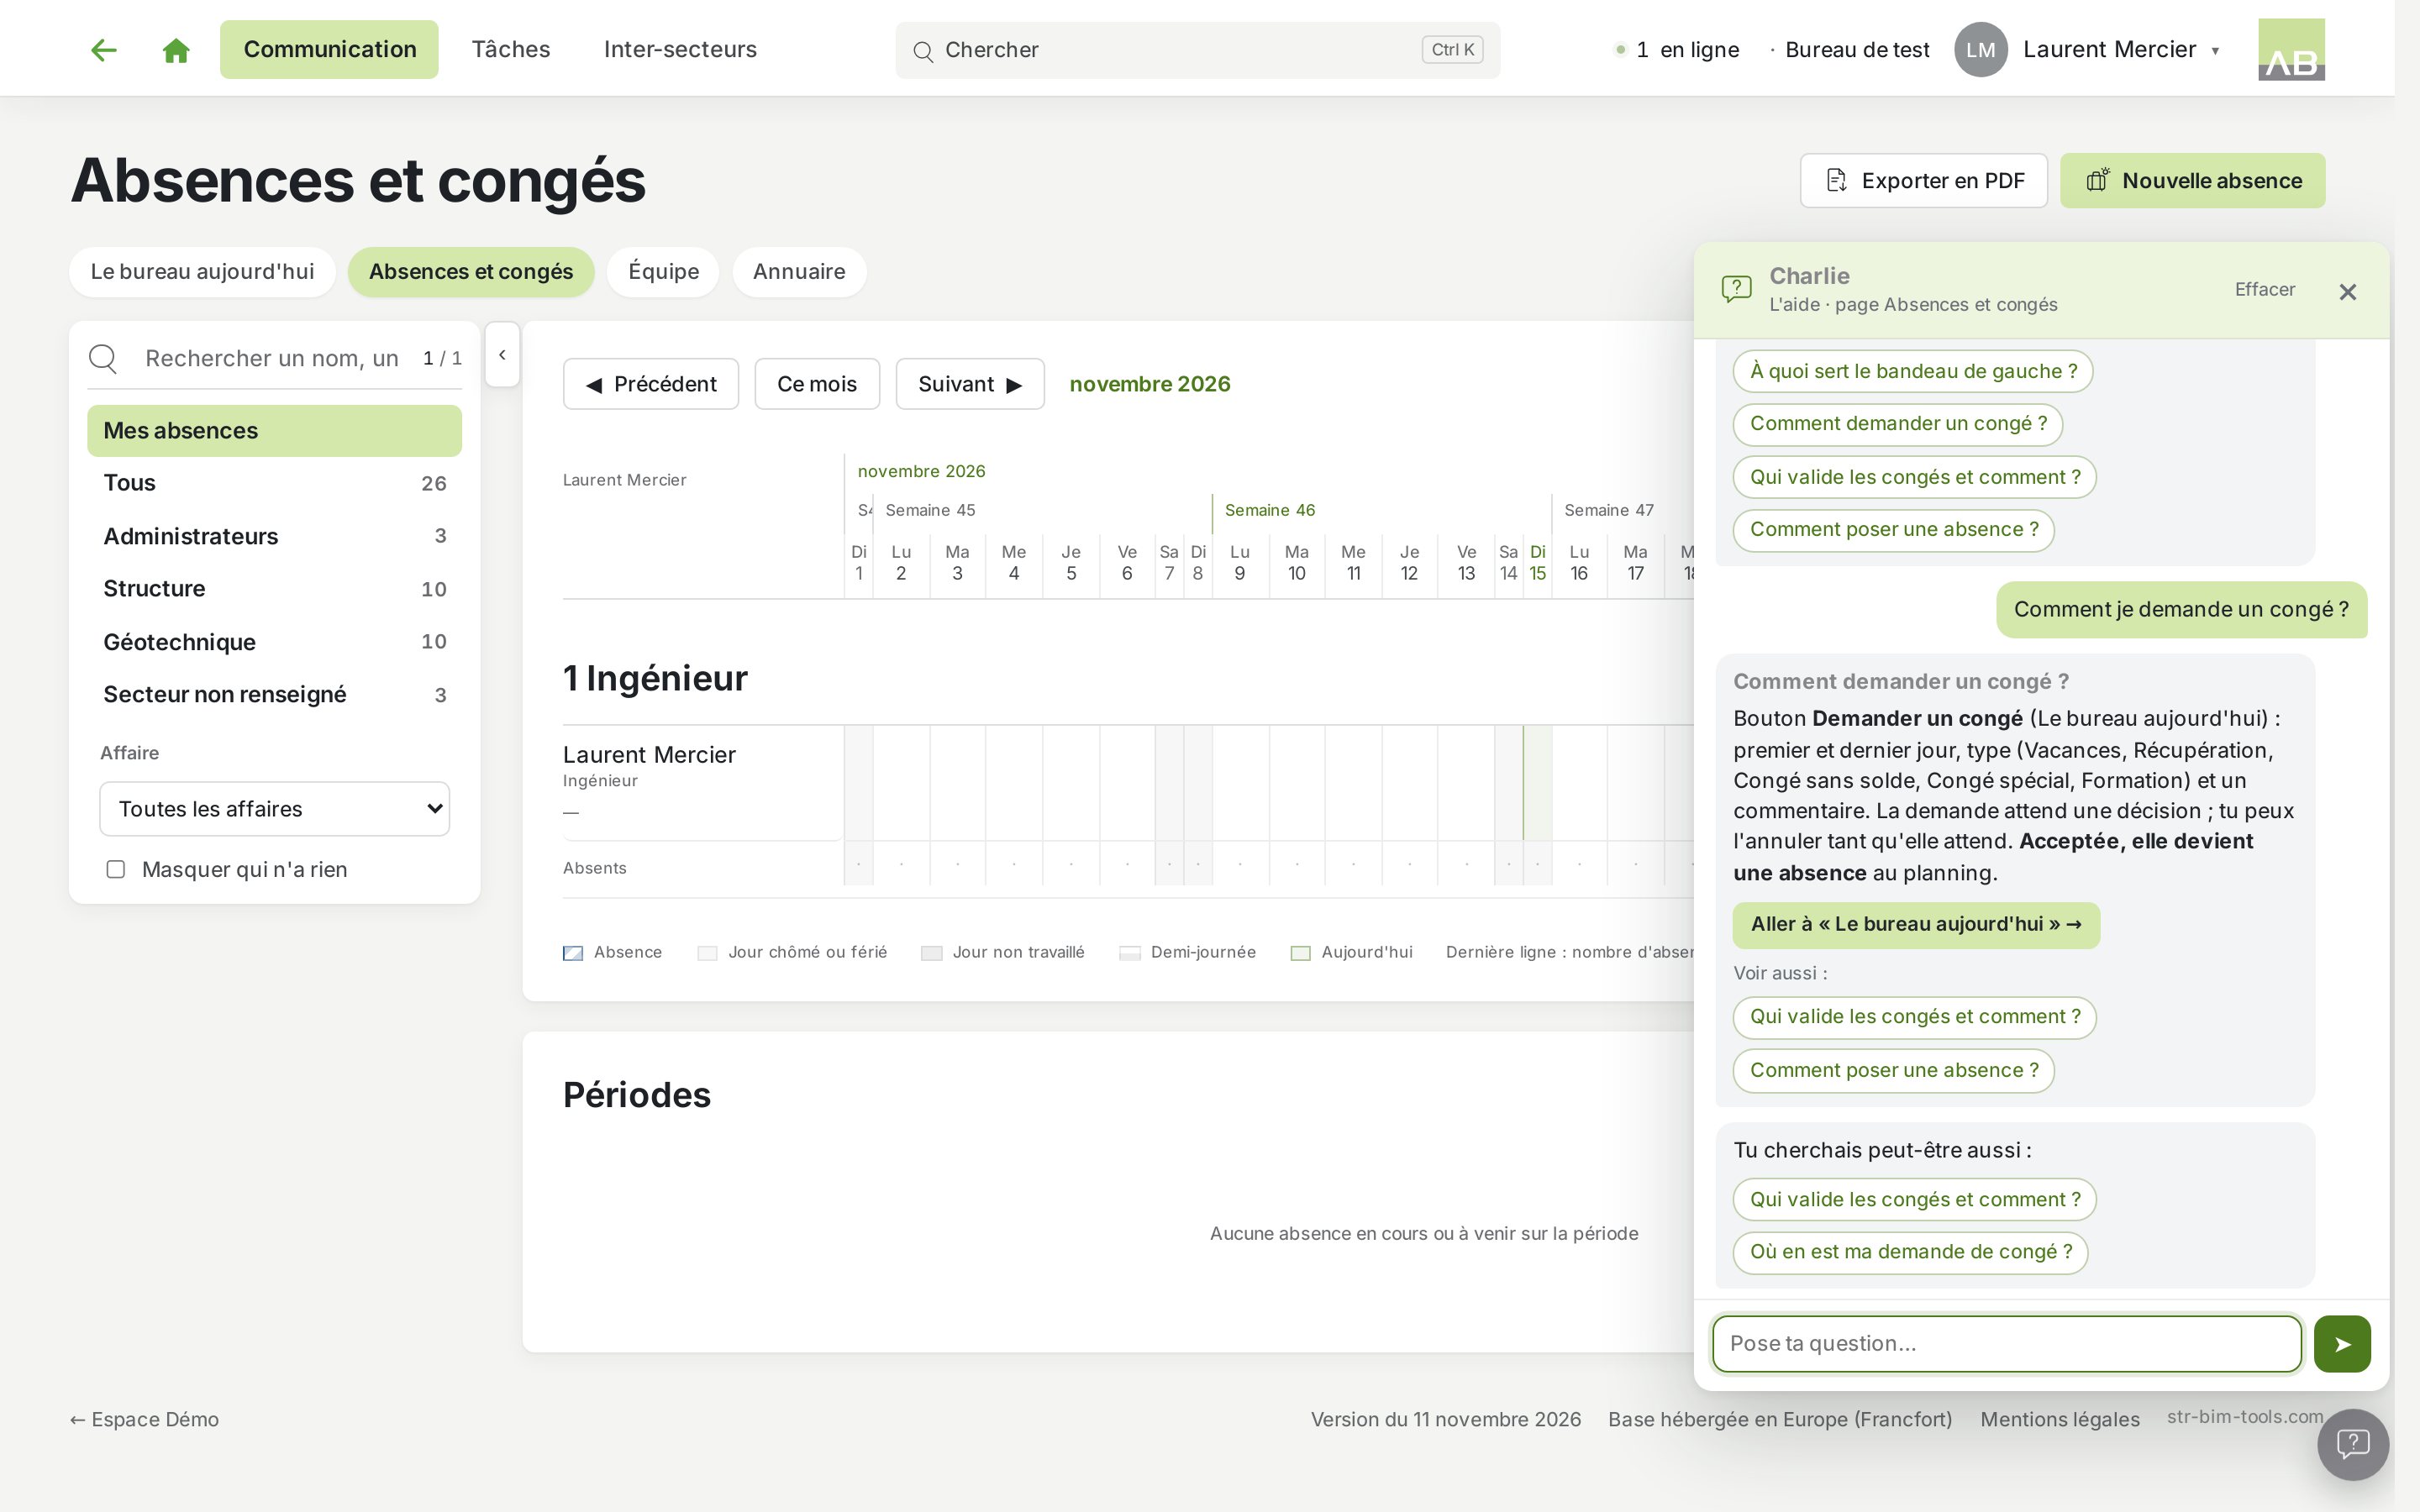 Communication
Tâches
Inter-secteurs
Chercher
Ctrl K
1 en ligne
· Bureau de test
LM
Laurent Mercier
AB
Absences et congés
Exporter en PDF
Nouvelle absence
Le bureau aujourd'hui
Absences et congés
Équipe
Annuaire
Rechercher un nom, un
1 / 1
Mes absences
Tous 26
Administrateurs 3
Structure 10
Géotechnique 10
Secteur non renseigné 3
Affaire
Toutes les affaires
Masquer qui n'a rien
◀ Précédent
Ce mois
Suivant ▶
novembre 2026
Laurent Mercier
novembre 2026
Semaine 45
Semaine 46
Semaine 47
Di Lu Ma Me Je Ve Sa Di Lu Ma Me Je Ve Sa Di Lu Ma
1 2 3 4 5 6 7 8 9 10 11 12 13 14 15 16 17
1 Ingénieur
Laurent Mercier
Ingénieur
—
Absents
Absence
Jour chômé ou férié
Jour non travaillé
Demi-journée
Aujourd'hui
Dernière ligne : nombre
Périodes
Aucune absence en cours ou à venir sur la période
Charlie
L'aide · page Absences et congés
Effacer
À quoi sert le bandeau de gauche ?
Comment demander un congé ?
Qui valide les congés et comment ?
Comment poser une absence ?
Comment je demande un congé ?
Comment demander un congé ?
Bouton Demander un congé (Le bureau aujourd'hui) :
premier et dernier jour, type (Vacances, Récupération,
Congé sans solde, Congé spécial, Formation) et un
commentaire. La demande attend une décision ; tu peux
l'annuler tant qu'elle attend. Acceptée, elle devient
une absence au planning.
Aller à « Le bureau aujourd'hui » →
Voir aussi :
Qui valide les congés et comment ?
Comment poser une absence ?
Tu cherchais peut-être aussi :
Qui valide les congés et comment ?
Où en est ma demande de congé ?
Pose ta question...
← Espace Démo
Version du 11 novembre 2026
Base hébergée en Europe (Francfort)
Mentions légales
str-bim-tools.com